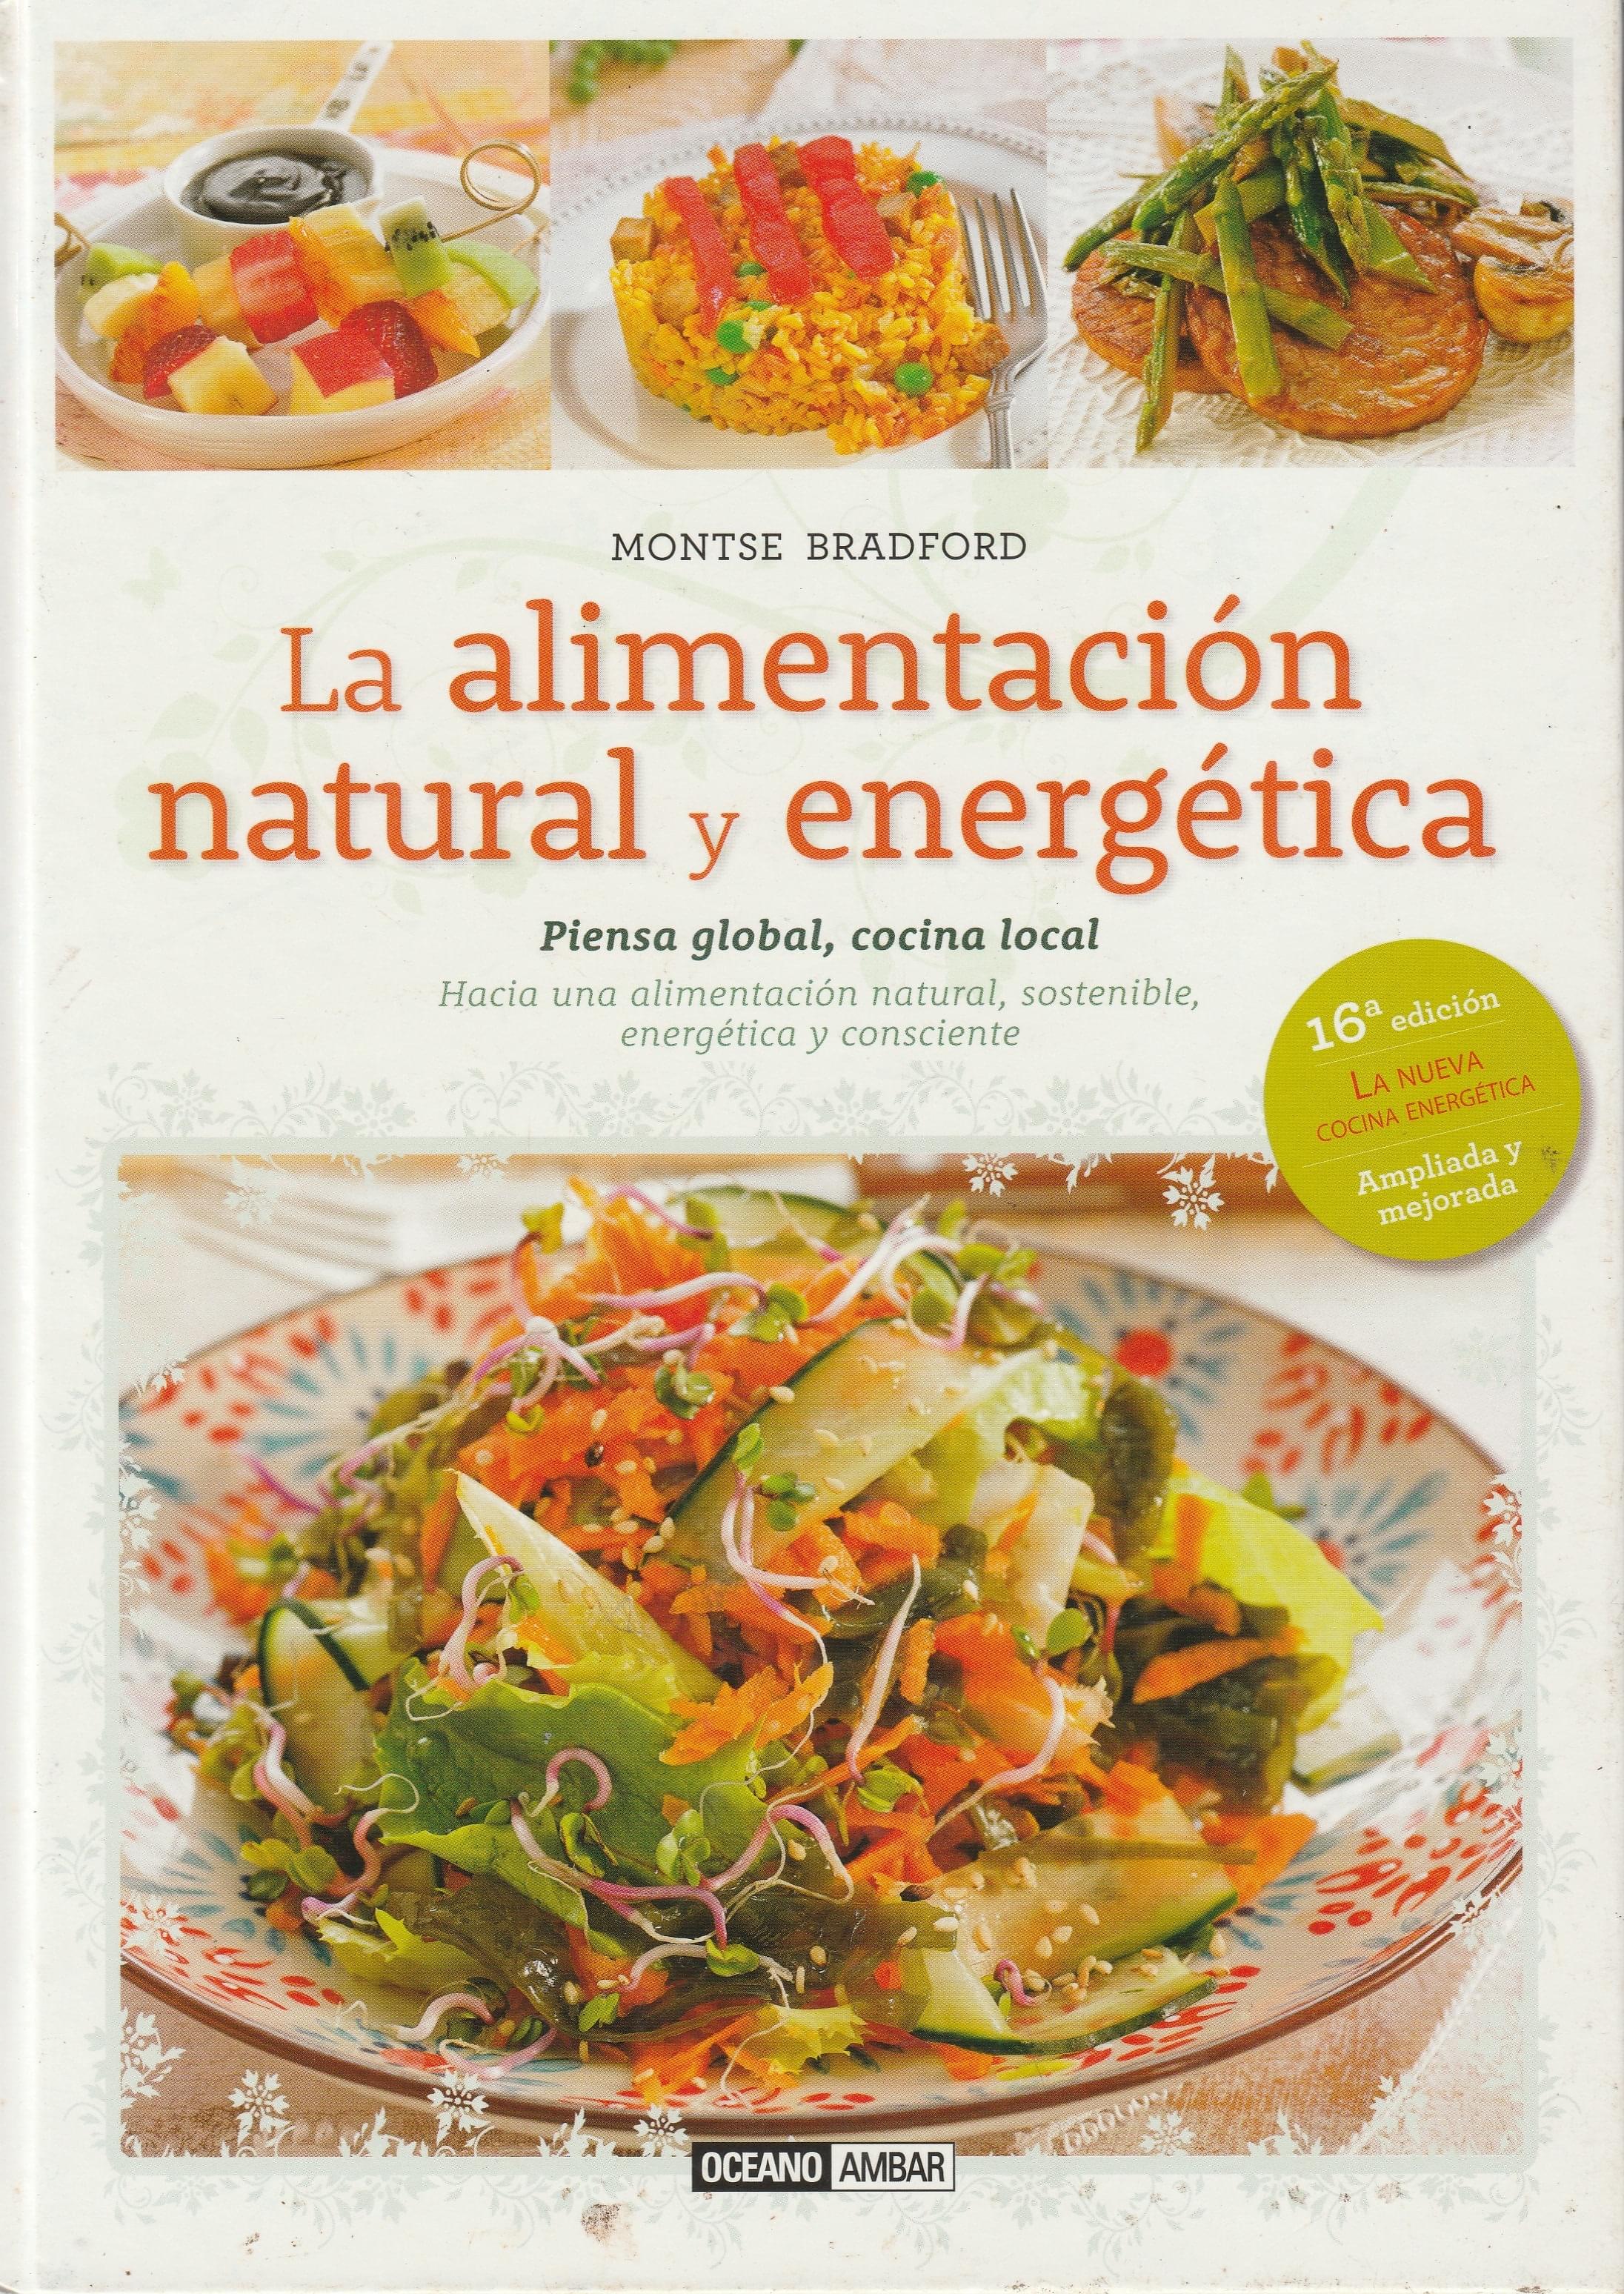 MONTSE BRADFORD
La alimentación
natural y energética
Piensa global, cocina local
Hacia una alimentación natural, sostenible,
energética y consciente
16ª edición
LA NUEVA
COCINA ENERGÉTICA
Ampliada y
mejorada
OCEANO AMBAR